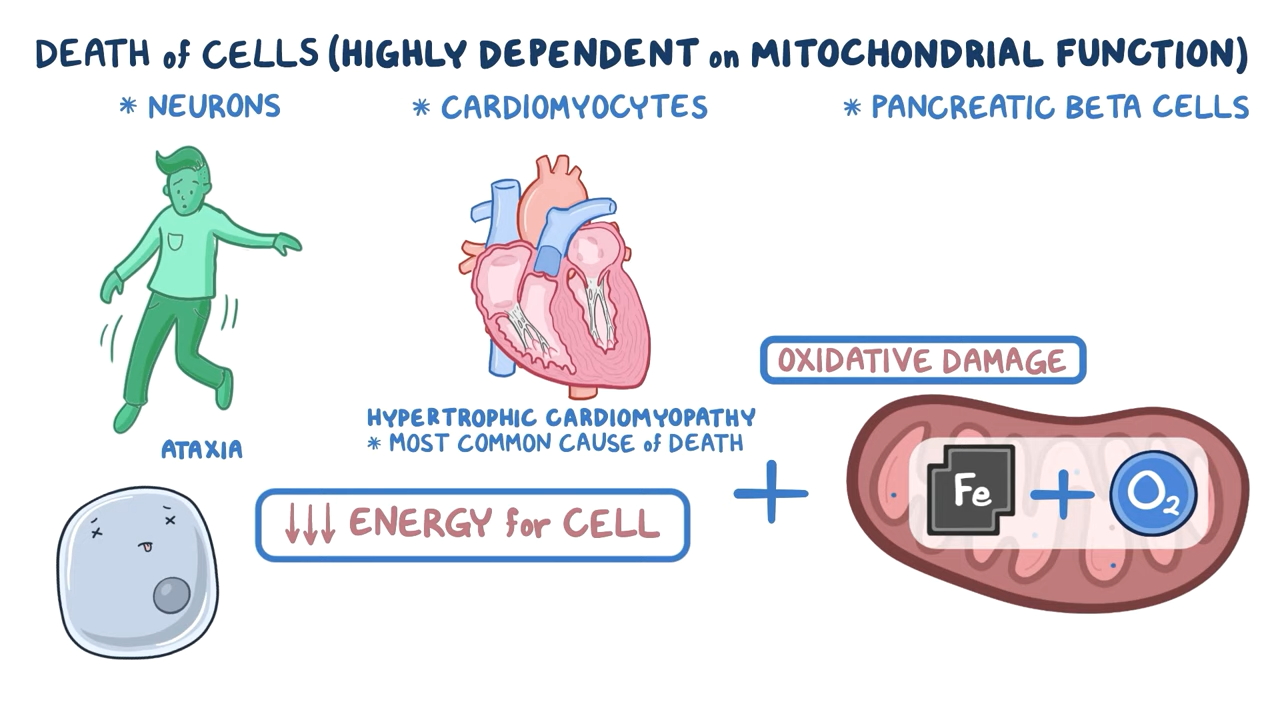 DEATH of CELLS (HIGHLY DEPENDENT on MITOCHONDRIAL FUNCTION)
* NEURONS
* CARDIOMYOCYTES
* PANCREATIC BETA CELLS
ATAXIA
HYPERTROPHIC CARDIOMYOPATHY
* MOST COMMON CAUSE of DEATH
↓↓↓ ENERGY for CELL
+
OXIDATIVE DAMAGE
Fe + O₂